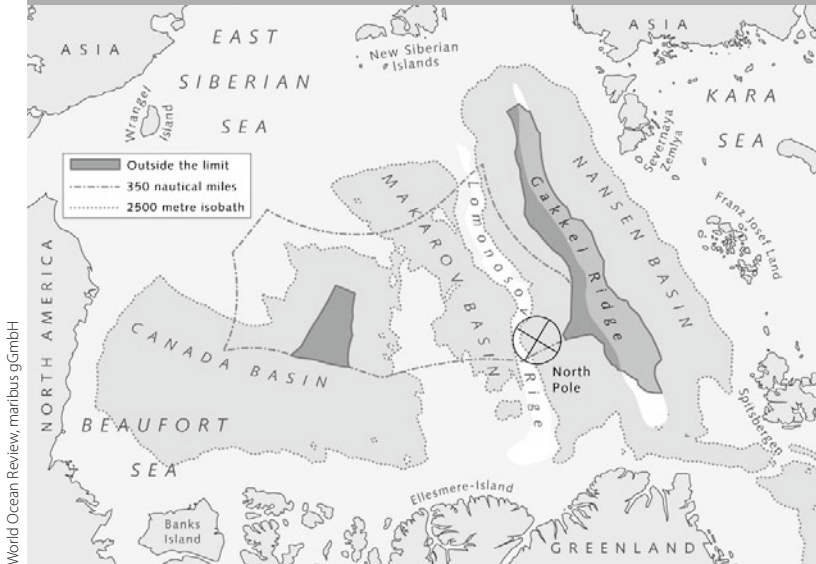 ASIA
EAST
SIBERIAN
SEA
New Siberian
Islands
ASIA
KARA
SEA
Wrangel
Island
Severnaya
Zemlya
Outside the limit
350 nautical miles
2500 metre isobath
NANSEN BASIN
Gakkel Ridge
Lomonosov Rige
MAKAROV BASIN
Franz Josef Land
NORTH AMERICA
CANADA BASIN
North
Pole
BEAUFORT
SEA
Spitsbergen
Ellesmere-Island
Banks
Island
GREENLAND
World Ocean Review, maribus gGmbH